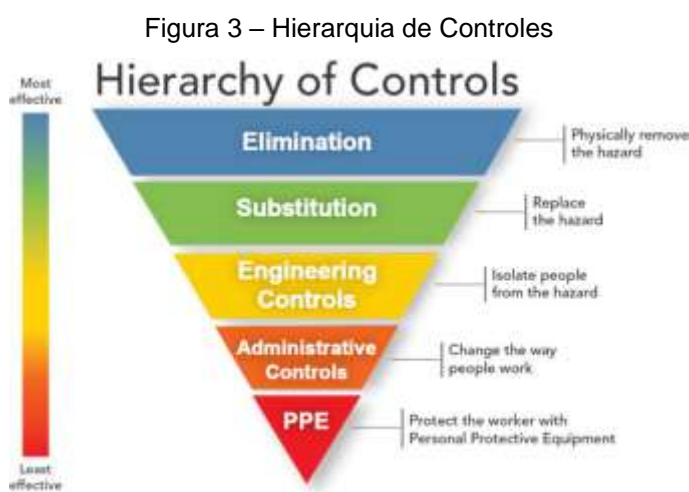 Figura 3 – Hierarquia de Controles
Hierarchy of Controls
Most
effective
Elimination
Physically remove
the hazard
Substitution
Replace
the hazard
Engineering
Controls
Isolate people
from the hazard
Administrative
Controls
Change the way
people work
PPE
Protect the worker with
Personal Protective Equipment
Least
effective